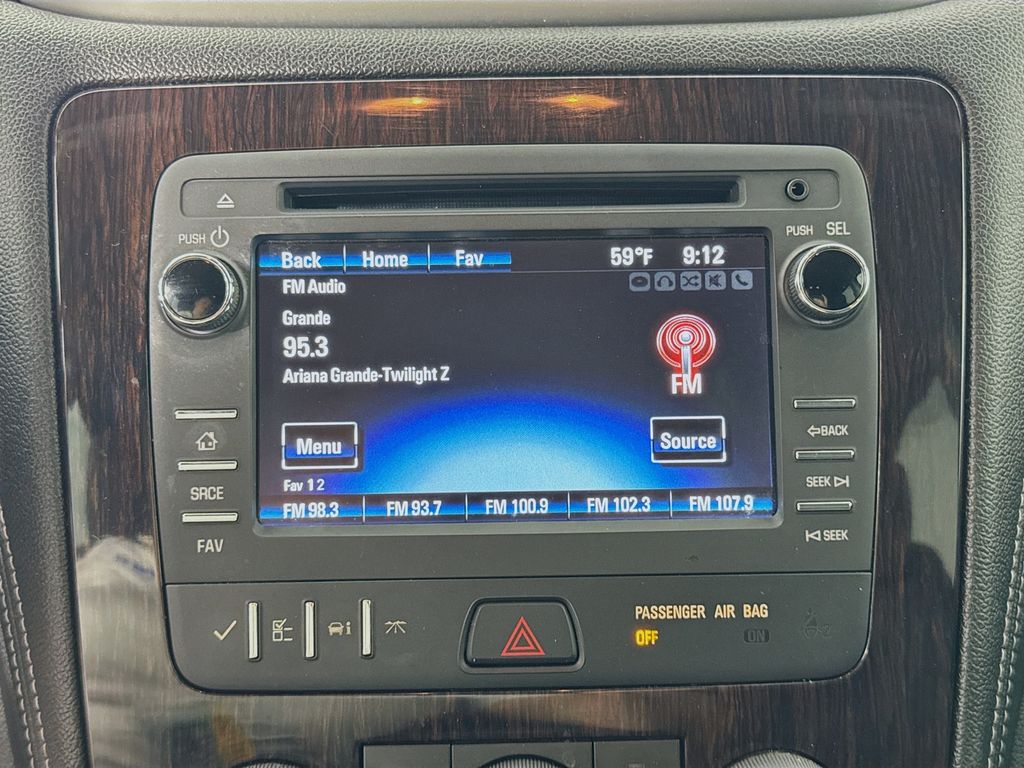 PUSH
PUSH SEL
Back Home Fav 59°F 9:12
FM Audio
Grande
95.3
Ariana Grande-Twilight Z
FM
Menu Source
Fav 1 2
FM 98.3 FM 93.7 FM 100.9 FM 102.3 FM 107.9
BACK
SRCE SEEK
FAV SEEK
PASSENGER AIR BAG
OFF ON